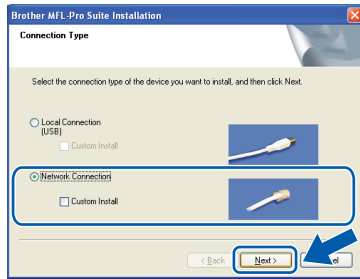 Brother MFL-Pro Suite Installation
Connection Type
Select the connection type of the device you want to install, and then click Next.
Local Connection
(USB)
Custom Install
Network Connection
Custom Install
< Back
Next >
el